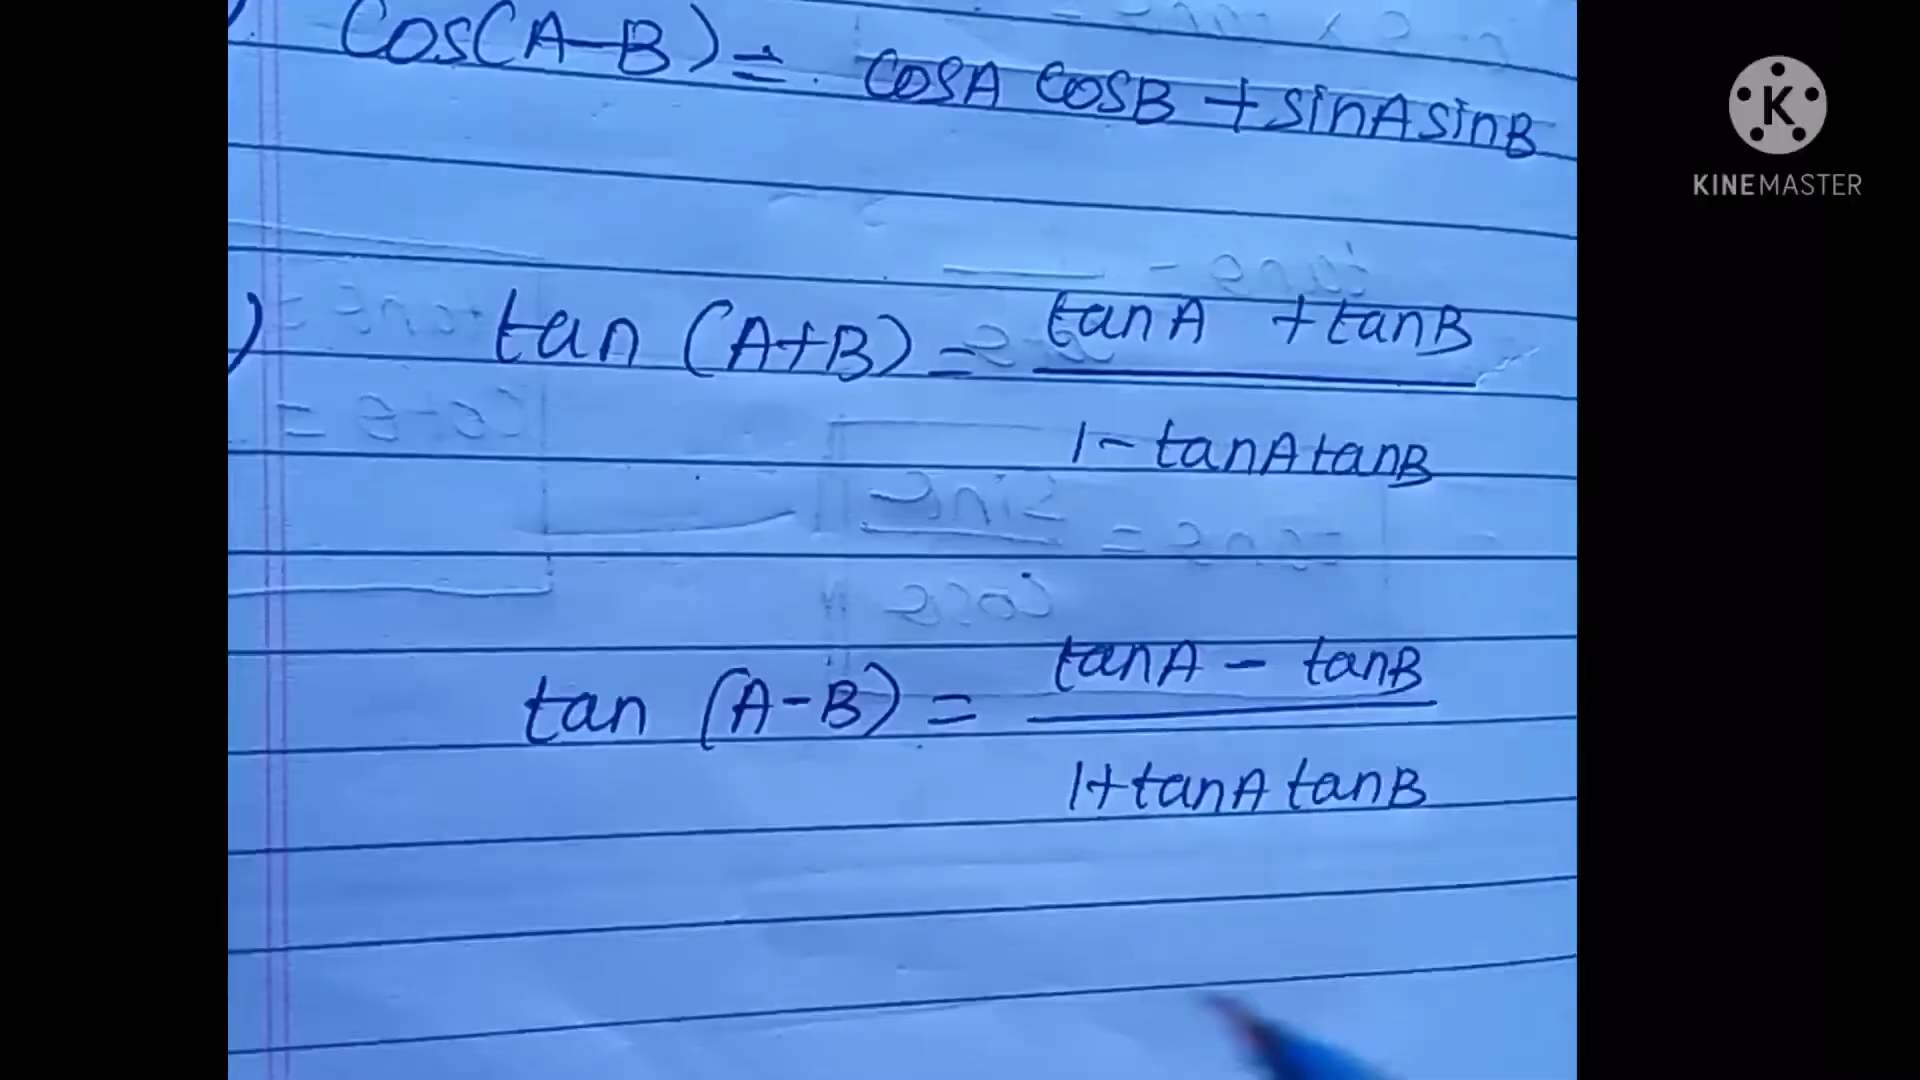 Cos(A-B) = cosA cosB + sinA sinB
) tan (A+B) = tanA + tanB
1 - tanA tanB
tan (A-B) = tanA - tanB
1 + tanA tanB
KINEMASTER